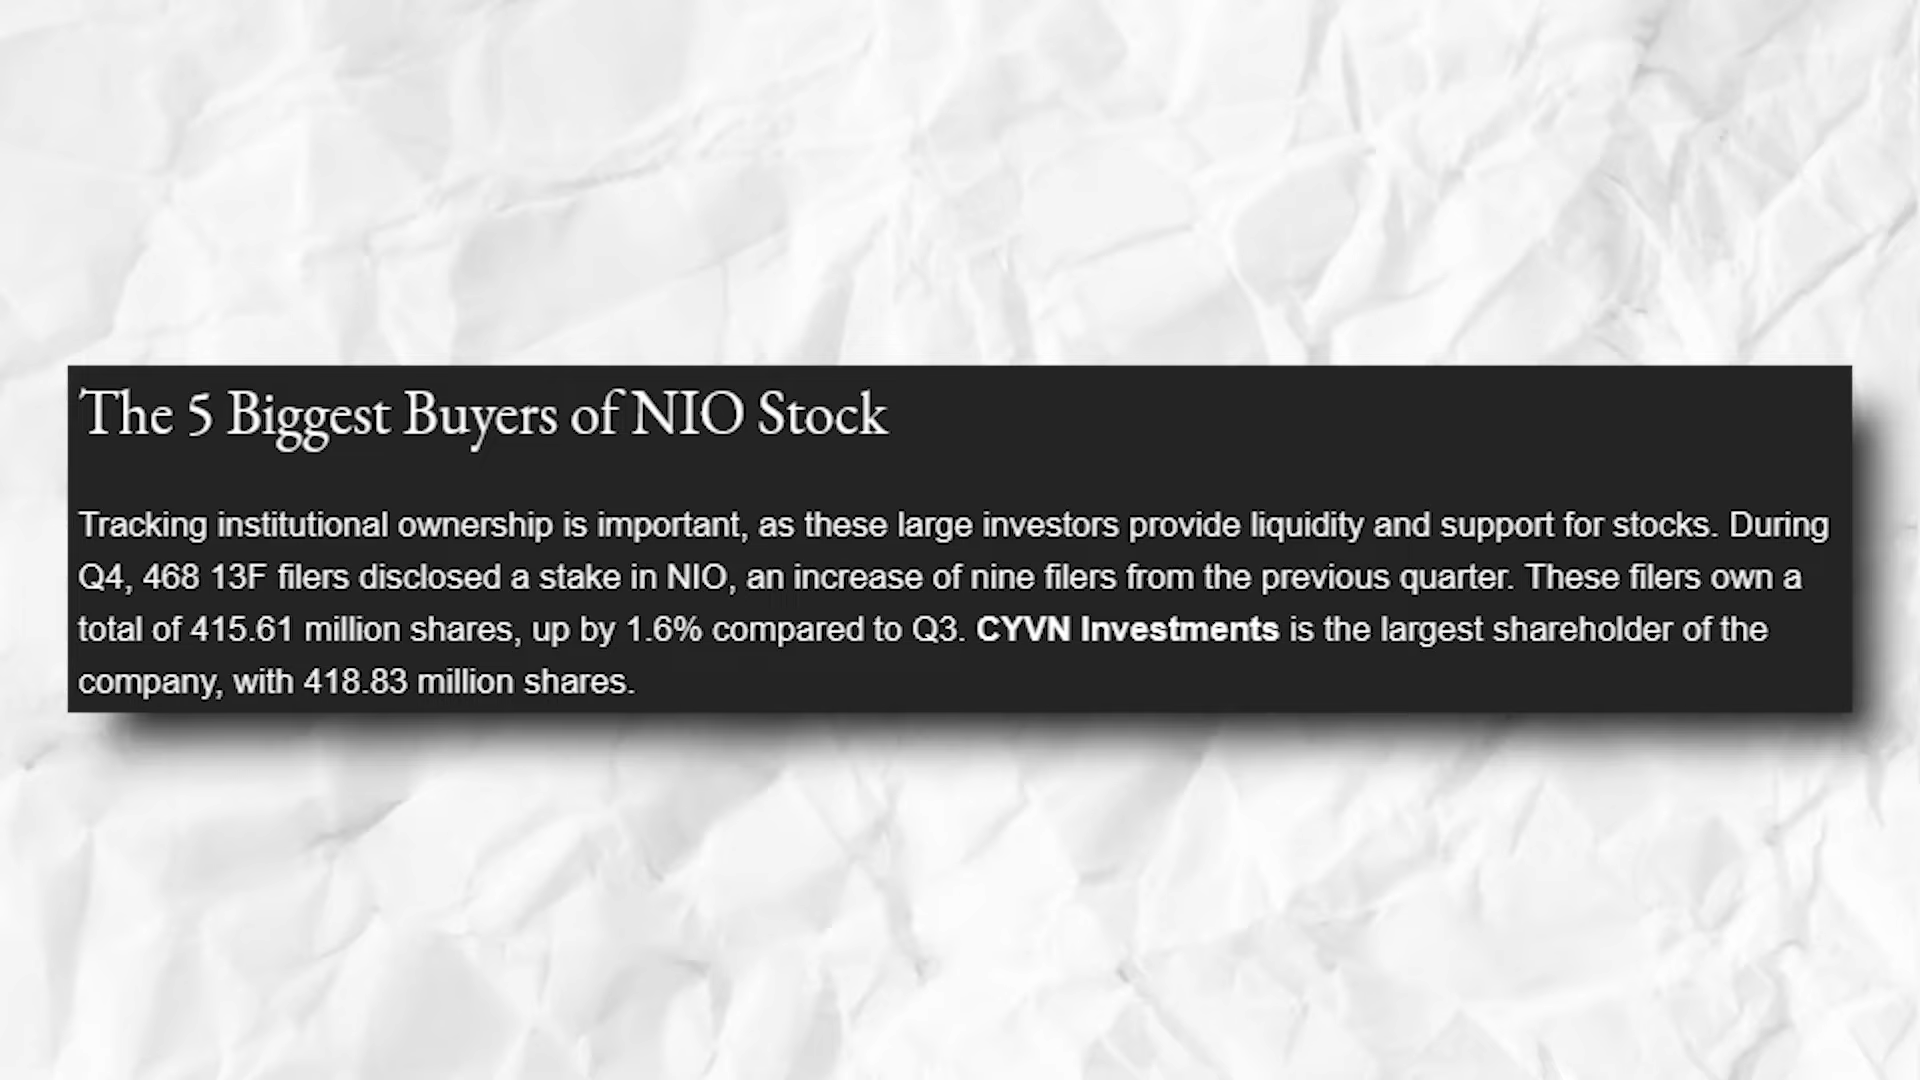 The 5 Biggest Buyers of NIO Stock
Tracking institutional ownership is important, as these large investors provide liquidity and support for stocks. During
Q4, 468 13F filers disclosed a stake in NIO, an increase of nine filers from the previous quarter. These filers own a
total of 415.61 million shares, up by 1.6% compared to Q3. CYVN Investments is the largest shareholder of the
company, with 418.83 million shares.